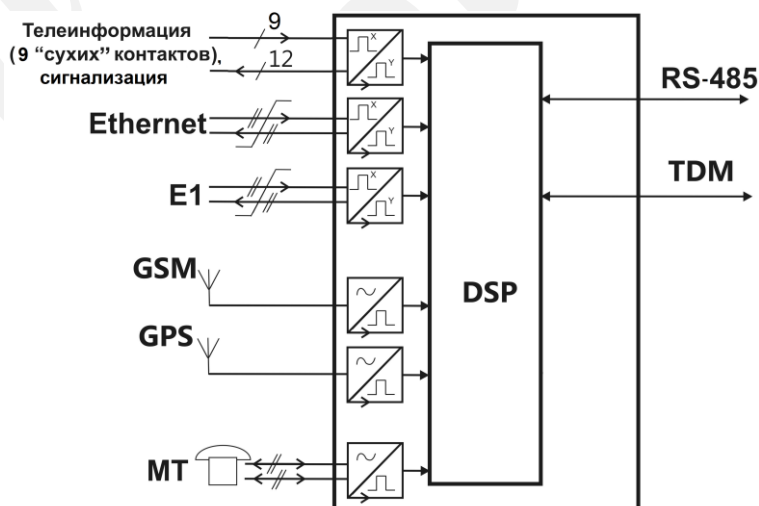 Телеинформация
(9 “сухих” контактов),
сигнализация
9
12
X
Y
Ethernet
X
Y
E1
X
Y
GSM
GPS
MT
DSP
RS-485
TDM